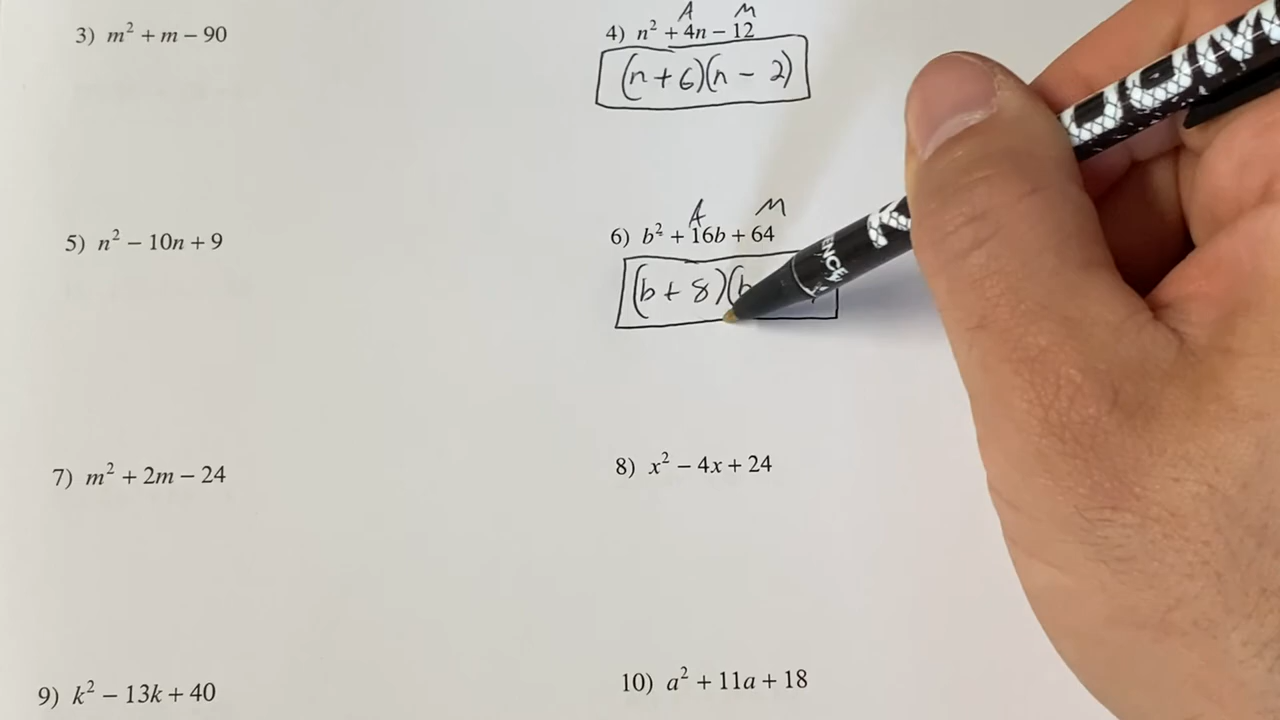 3) m² + m − 90
A M
4) n² + 4n − 12
(n + 6)(n − 2)
5) n² − 10n + 9
A M
6) b² + 16b + 64
(b + 8)(b
7) m² + 2m − 24
8) x² − 4x + 24
9) k² − 13k + 40
10) a² + 11a + 18